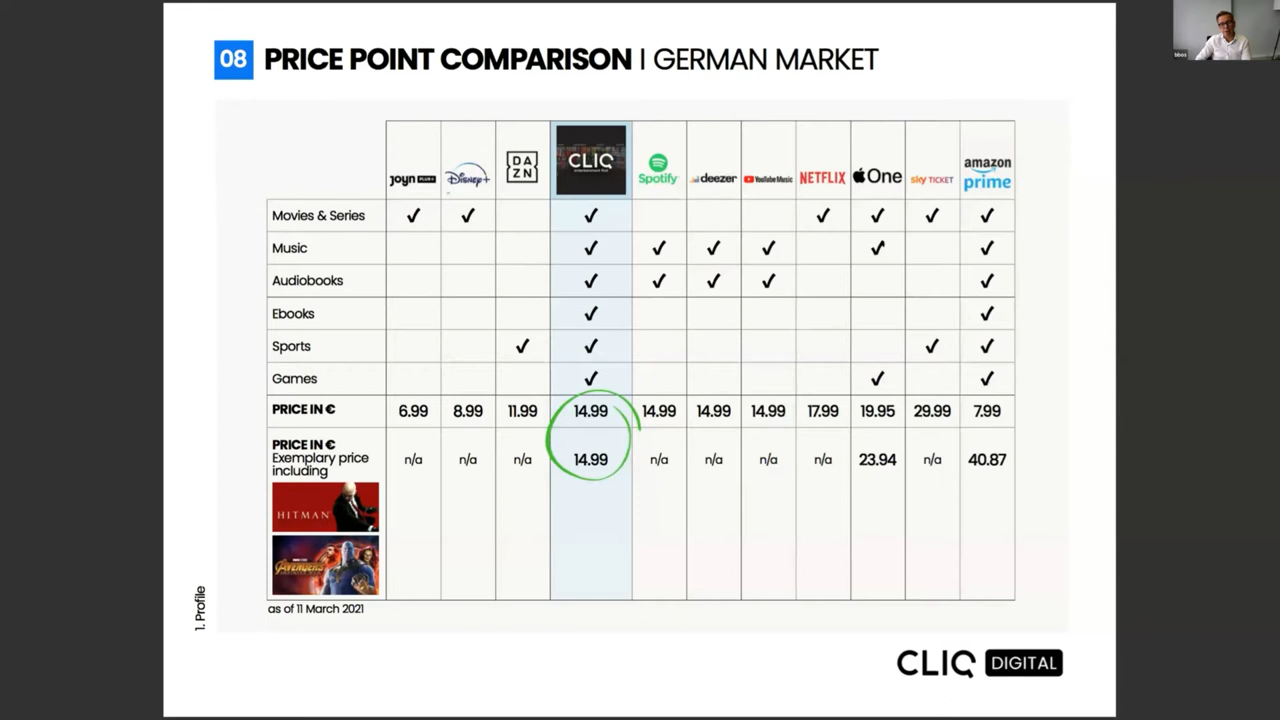 08 PRICE POINT COMPARISON | GERMAN MARKET
joyn PLUS+ Disney+ DAZN CLIQ Spotify deezer YouTube Music NETFLIX One sky TICKET amazon prime
Movies & Series ✓ ✓ ✓ ✓ ✓ ✓ ✓
Music ✓ ✓ ✓ ✓ ✓ ✓
Audiobooks ✓ ✓ ✓ ✓ ✓
Ebooks ✓ ✓
Sports ✓ ✓ ✓ ✓
Games ✓ ✓ ✓
PRICE IN € 6.99 8.99 11.99 14.99 14.99 14.99 14.99 17.99 19.95 29.99 7.99
PRICE IN €
Exemplary price
including
n/a n/a n/a 14.99 n/a n/a n/a n/a 23.94 n/a 40.87
HITMAN
AVENGERS
as of 11 March 2021
1. Profile
CLIQ DIGITAL